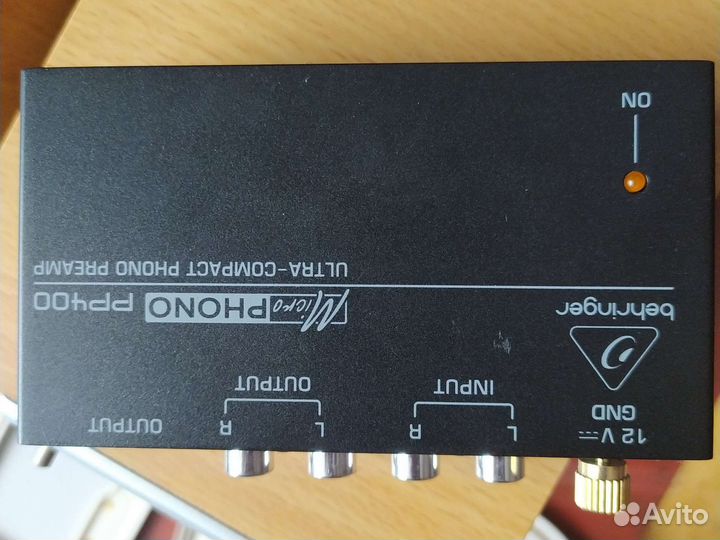 12 V
GND
INPUT
L R
OUTPUT
L R
OUTPUT
behringer
Micro PHONO PP400
ULTRA-COMPACT PHONO PREAMP
ON
Avito